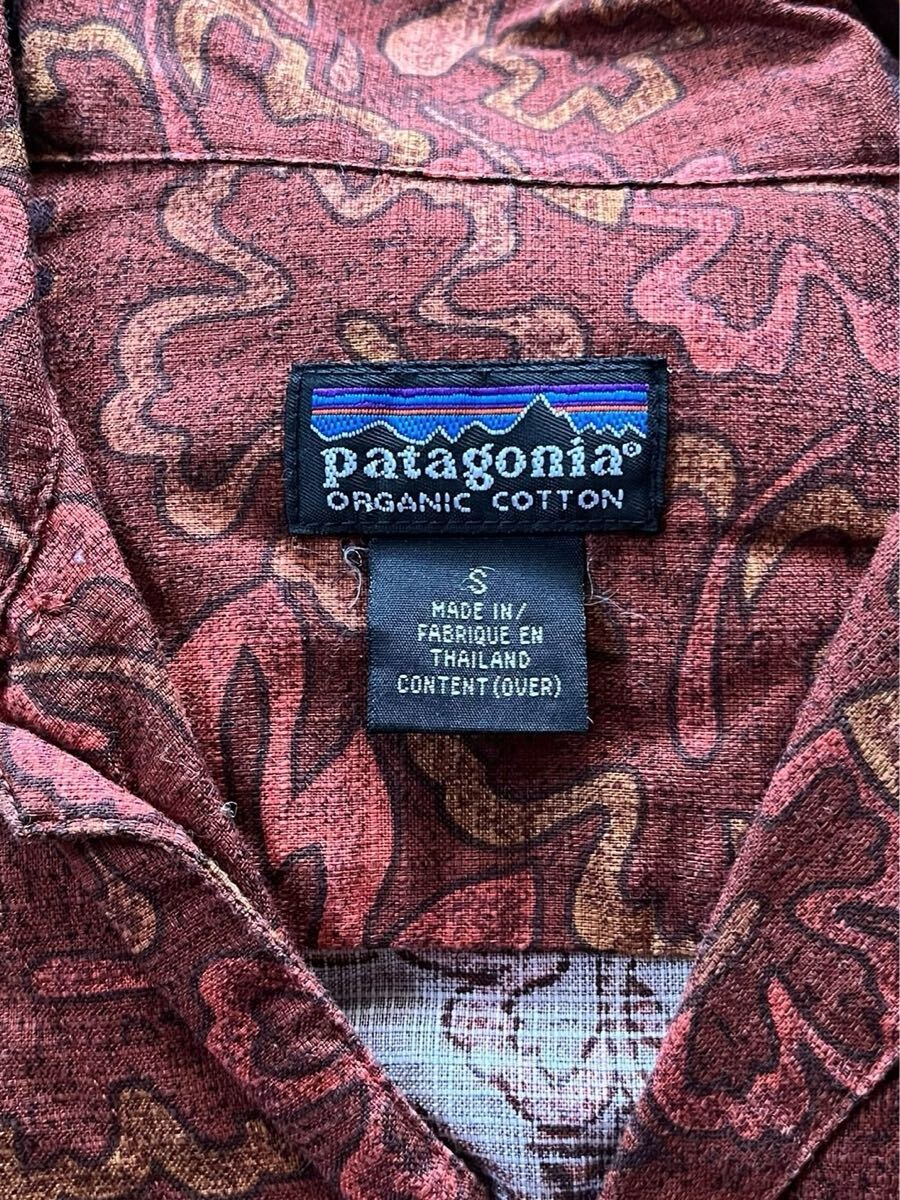 patagonia®
ORGANIC COTTON
S
MADE IN/
FABRIQUE EN
THAILAND
CONTENT (OVER)